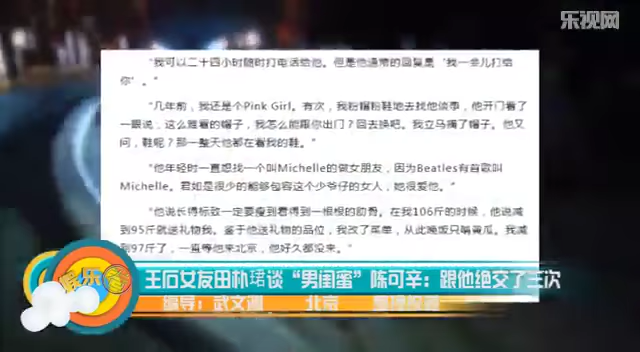 乐视网
“我可以二十四小时随时打电话给他。但是他通常的回复是‘我一会儿打给
你’。”
“几年前，我还是个Pink Girl。有次，我粉帽粉鞋地去找他谈事，他开门看了
一眼说，这么难看的帽子，我怎么能跟你出门？回去换吧。我立马摘了帽子。他又
问，鞋呢？那一整天他都在看我的鞋。”
“他年轻时一直想找一个叫Michelle的做女朋友，因为Beatles有首歌叫
Michelle。君如是很少的能够包容这个少爷仔的女人，她很爱他。”
“他说长得标致一定要瘦到看得到一根根的肋骨。在我106斤的时候，他说减
到95斤就送礼物我。鉴于他送礼物的品位，我改了菜单，从此晚饭只啃黄瓜。我减
到97斤了，一直等他来北京，他好久都没来。”
娱乐
王石女友田朴珺谈“男闺蜜”陈可辛：跟他绝交了三次
编导：武文 北京